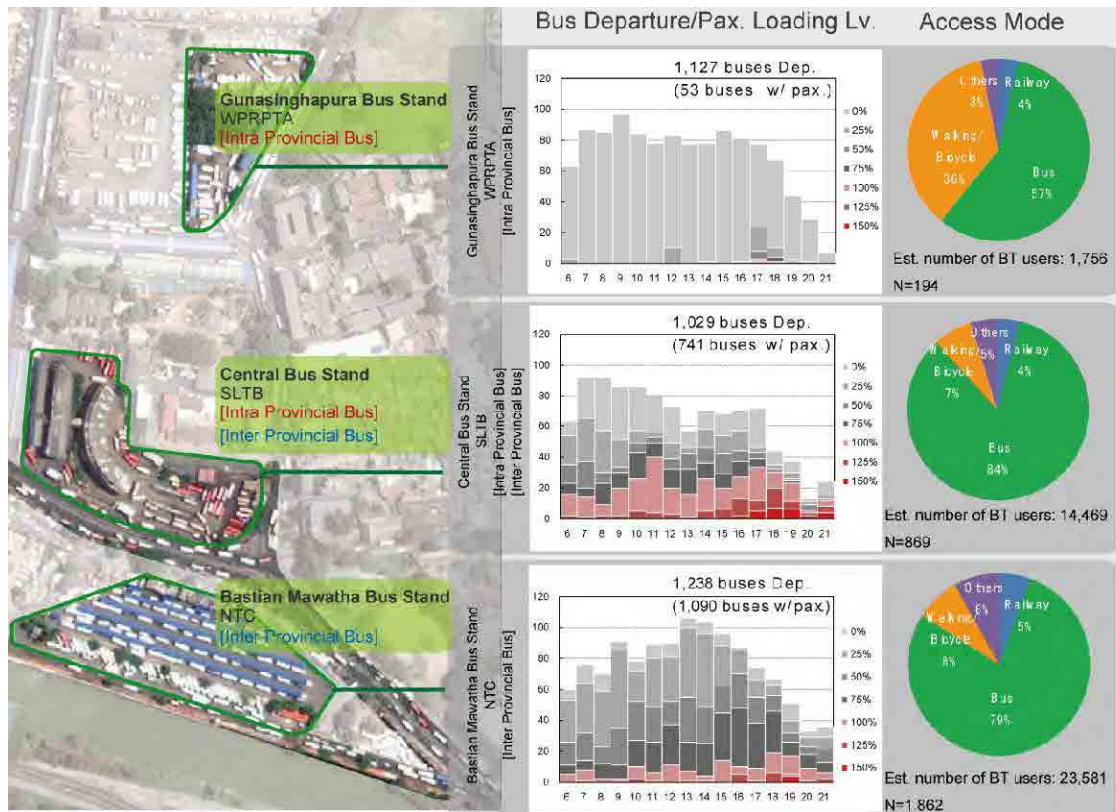 Bus Departure/Pax. Loading Lv.
Access Mode
Gunasinghapura Bus Stand
WPRPTA
[Intra Provincial Bus]
Gunasinghapura Bus Stand
WPRPTA
[Intra Provincial Bus]
1,127 buses Dep.
(53 buses w/ pax.)
120
100
80
60
40
20
0
6 7 8 9 10 11 12 13 14 15 16 17 18 19 20 21
0%
25%
50%
75%
100%
125%
150%
Others
3%
Railway
4%
Walking/
Bicycle
36%
Bus
57%
Est. number of BT users: 1,756
N=194
Central Bus Stand
SLTB
[Intra Provincial Bus]
[Inter Provincial Bus]
Central Bus Stand
SLTB
[Intra Provincial Bus]
[Inter Provincial Bus]
1,029 buses Dep.
(741 buses w/ pax.)
120
100
80
60
40
20
0
6 7 8 9 10 11 12 13 14 15 16 17 18 19 20 21
0%
25%
50%
75%
100%
125%
150%
Others
5%
Railway
4%
Walking/
Bicycle
7%
Bus
84%
Est. number of BT users: 14,469
N=869
Bastian Mawatha Bus Stand
NTC
[Inter Provincial Bus]
Bastian Mawatha Bus Stand
NTC
[Inter Provincial Bus]
1,238 buses Dep.
(1,090 buses w/pax.)
120
100
80
60
40
20
0
6 7 8 9 10 11 12 13 14 15 16 17 18 19 20 21
0%
25%
50%
75%
100%
125%
150%
Others
8%
Railway
5%
Walking/
Bicycle
8%
Bus
79%
Est. number of BT users: 23,581
N=1,862